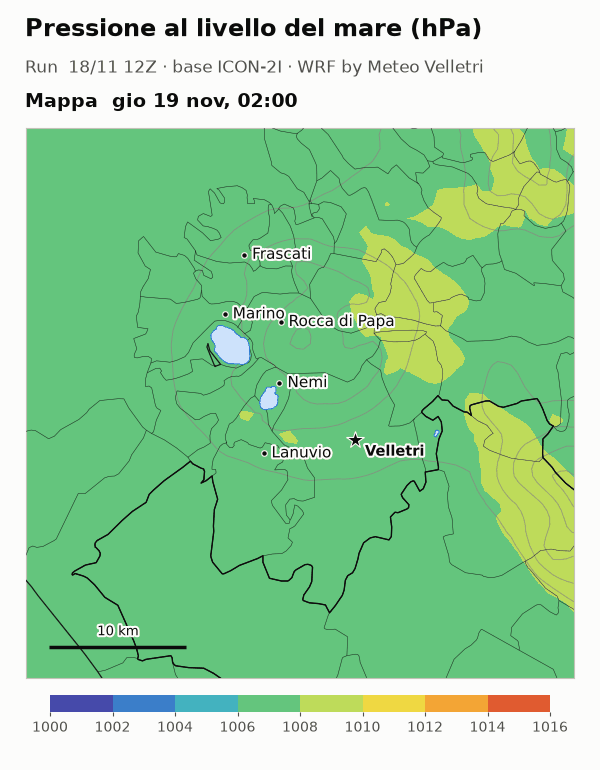 Pressione al livello del mare (hPa)
Run  18/11 12Z · base ICON-2I · WRF by Meteo Velletri
Mappa  gio 19 nov, 02:00
Frascati
Marino
Rocca di Papa
Nemi
Velletri
Lanuvio
10 km
1000 1002 1004 1006 1008 1010 1012 1014 1016